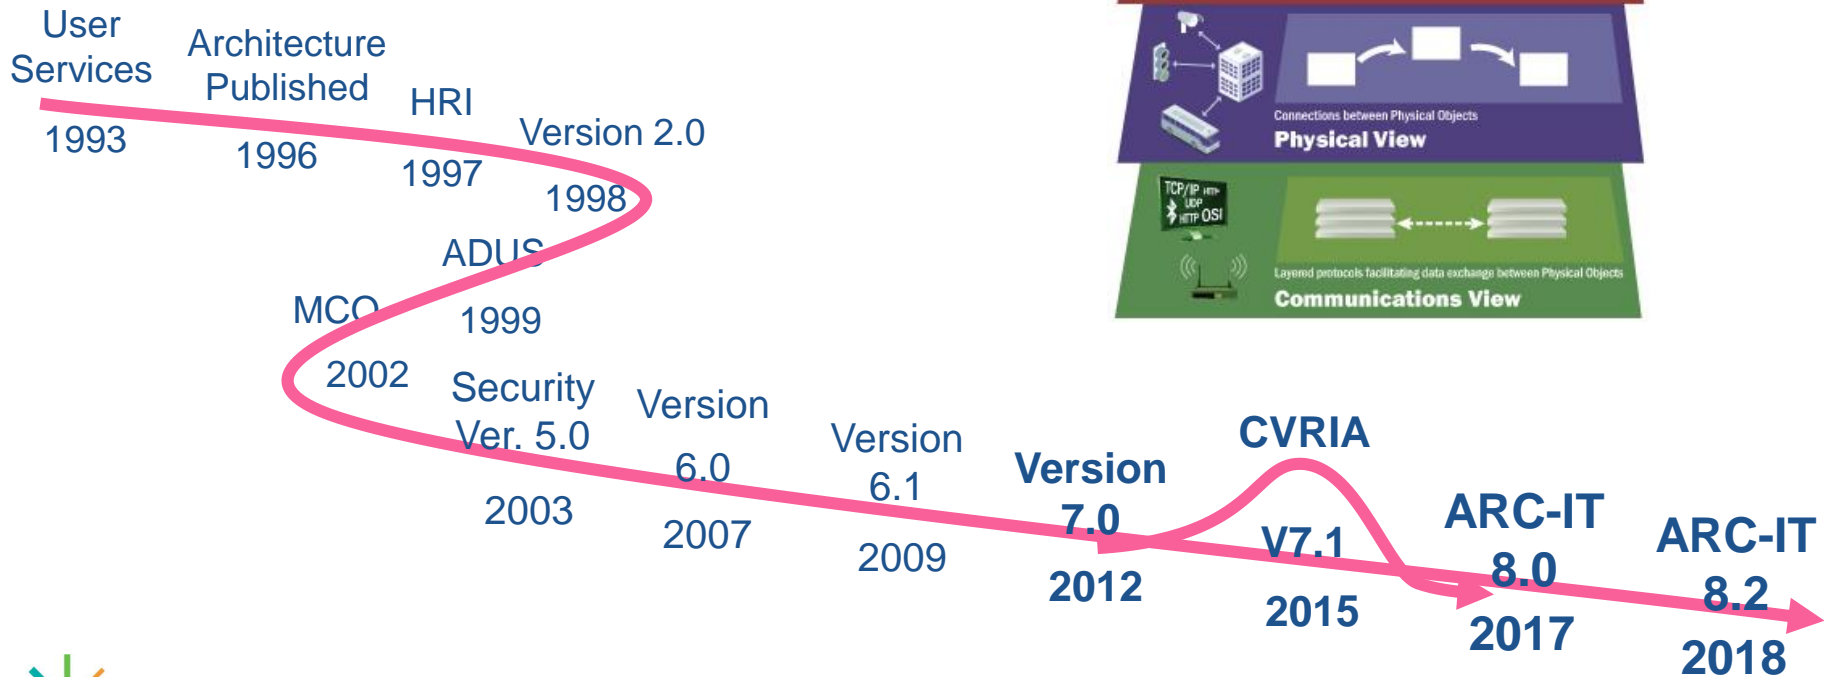 User
Services
1993
Architecture
Published
1996
HRI
1997
Version 2.0
1998
ADUS
1999
MCO
2002
Security
Ver. 5.0
2003
Version
6.0
2007
Version
6.1
2009
Version
7.0
2012
CVRIA
V7.1
2015
ARC-IT
8.0
2017
ARC-IT
8.2
2018
Connections between Physical Objects
Physical View
TCP/IP HTTP
UDP
HTTP OSI
Layered protocols facilitating data exchange between Physical Objects
Communications View